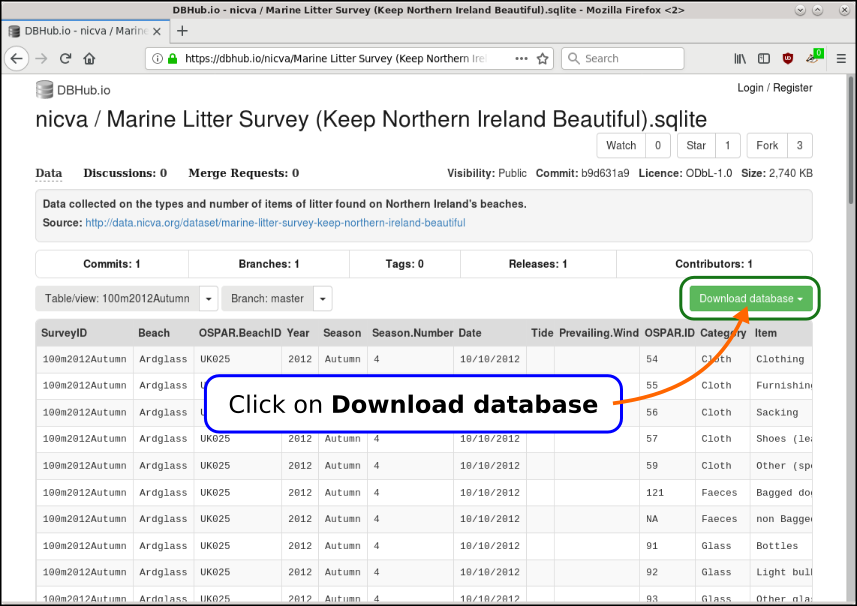 DBHub.io - nicva / Marine Litter Survey (Keep Northern Ireland Beautiful).sqlite - Mozilla Firefox <2>
DBHub.io - nicva / Marine
https://dbhub.io/nicva/Marine Litter Survey (Keep Northern Irel
Search
0
DBHub.io
Login / Register
nicva / Marine Litter Survey (Keep Northern Ireland Beautiful).sqlite
Watch 0 Star 1 Fork 3
Data Discussions: 0 Merge Requests: 0 Visibility: Public Commit: b9d631a9 Licence: ODbL-1.0 Size: 2,740 KB
Data collected on the types and number of items of litter found on Northern Ireland's beaches.
Source: http://data.nicva.org/dataset/marine-litter-survey-keep-northern-ireland-beautiful
Commits: 1 Branches: 1 Tags: 0 Releases: 1 Contributors: 1
Table/view: 100m2012Autumn Branch: master Download database
SurveyID Beach OSPAR.BeachID Year Season Season.Number Date Tide Prevailing.Wind OSPAR.ID Category Item
100m2012Autumn Ardglass UK025 2012 Autumn 4 10/10/2012 54 Cloth Clothing
100m2012Autumn Ardglass 55 Cloth Furnishin
100m2012Autumn Ardglass 56 Cloth Sacking
Click on Download database
100m2012Autumn Ardglass UK025 2012 Autumn 4 10/10/2012 57 Cloth Shoes (lea
100m2012Autumn Ardglass UK025 2012 Autumn 4 10/10/2012 59 Cloth Other (spe
100m2012Autumn Ardglass UK025 2012 Autumn 4 10/10/2012 121 Faeces Bagged do
100m2012Autumn Ardglass UK025 2012 Autumn 4 10/10/2012 NA Faeces non Bagge
100m2012Autumn Ardglass UK025 2012 Autumn 4 10/10/2012 91 Glass Bottles
100m2012Autumn Ardglass UK025 2012 Autumn 4 10/10/2012 92 Glass Light bul
100m2012Autumn Ardglass UK025 2012 Autumn 4 10/10/2012 93 Glass Other gla